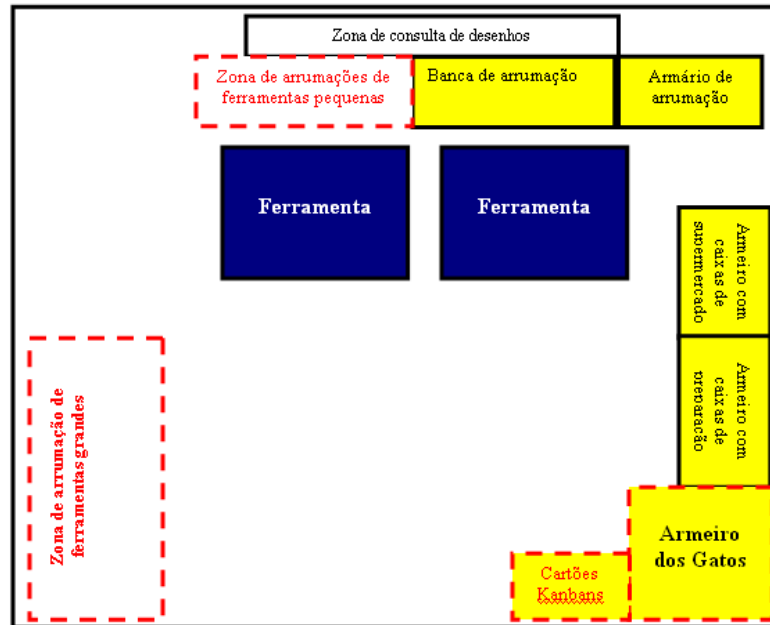 Zona de consulta de desenhos
Zona de arrumações de
ferramentas pequenas
Banca de arrumação
Armário de
arrumação
Ferramenta
Ferramenta
Armeiro com
caixas de
supermercado
Armeiro com
caixas de
preparação
Zona de arrumação de
ferramentas grandes
Armeiro
dos Gatos
Cartões
Kanbans